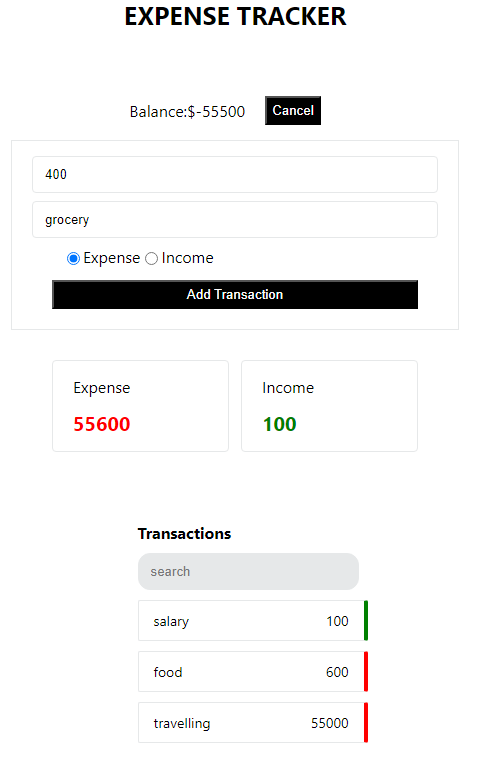 EXPENSE TRACKER
Balance:$-55500 Cancel
400
grocery
Expense Income
Add Transaction
Expense Income
55600 100
Transactions
search
salary 100
food 600
travelling 55000